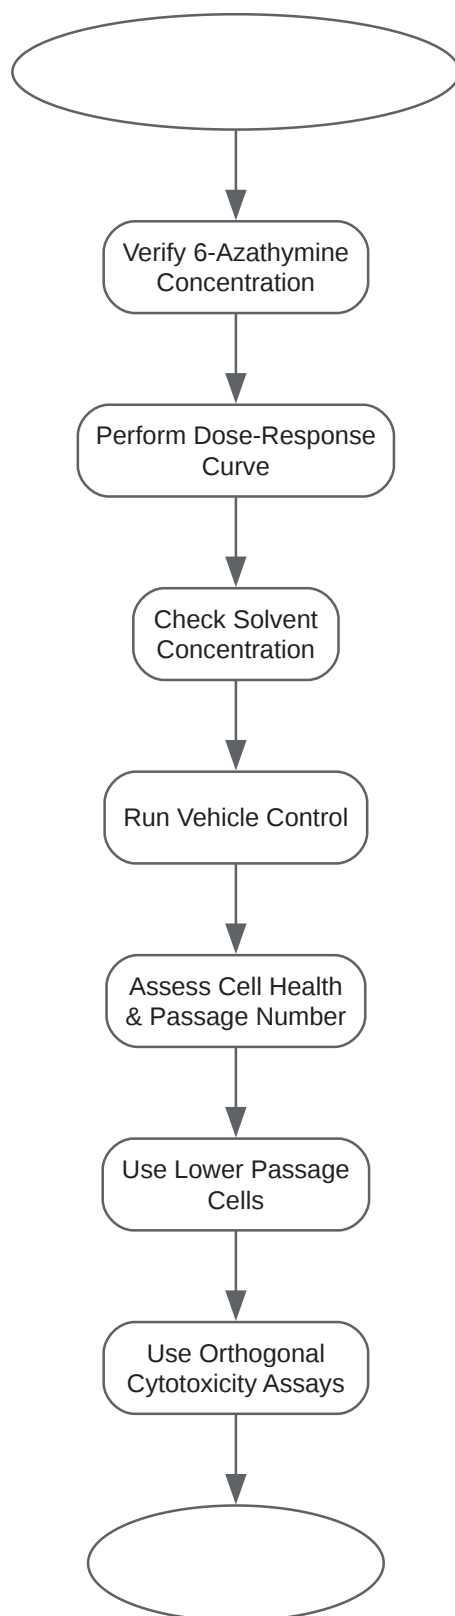 Verify 6-Azathymine
Concentration
Perform Dose-Response
Curve
Check Solvent
Concentration
Run Vehicle Control
Assess Cell Health
& Passage Number
Use Lower Passage
Cells
Use Orthogonal
Cytotoxicity Assays